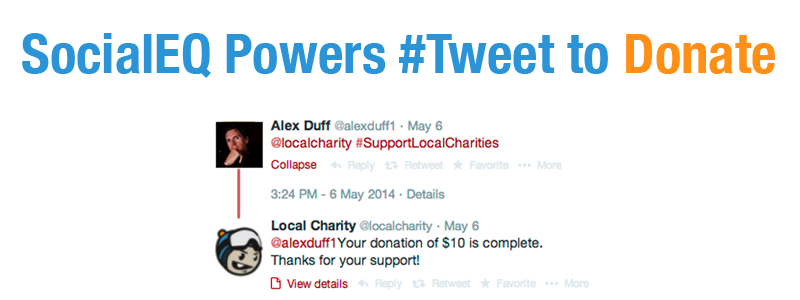 SocialEQ Powers #Tweet to Donate
Alex Duff @alexduff1 · May 6
@localcharity #SupportLocalCharities
Collapse Reply Retweet Favorite ••• More
3:24 PM - 6 May 2014 · Details
Local Charity @localcharity · May 6
@alexduff1Your donation of $10 is complete.
Thanks for your support!
View details Reply Retweet Favorite ••• More